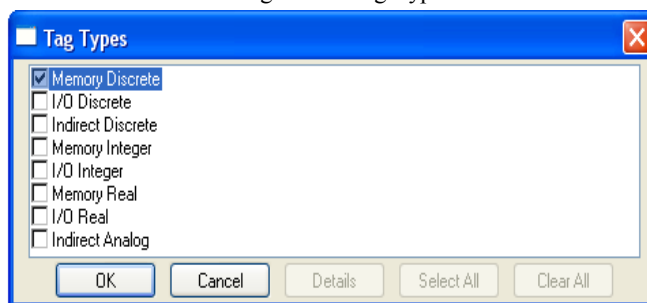 Tag Types
Memory Discrete
I/O Discrete
Indirect Discrete
Memory Integer
I/O Integer
Memory Real
I/O Real
Indirect Analog
OK Cancel Details Select All Clear All